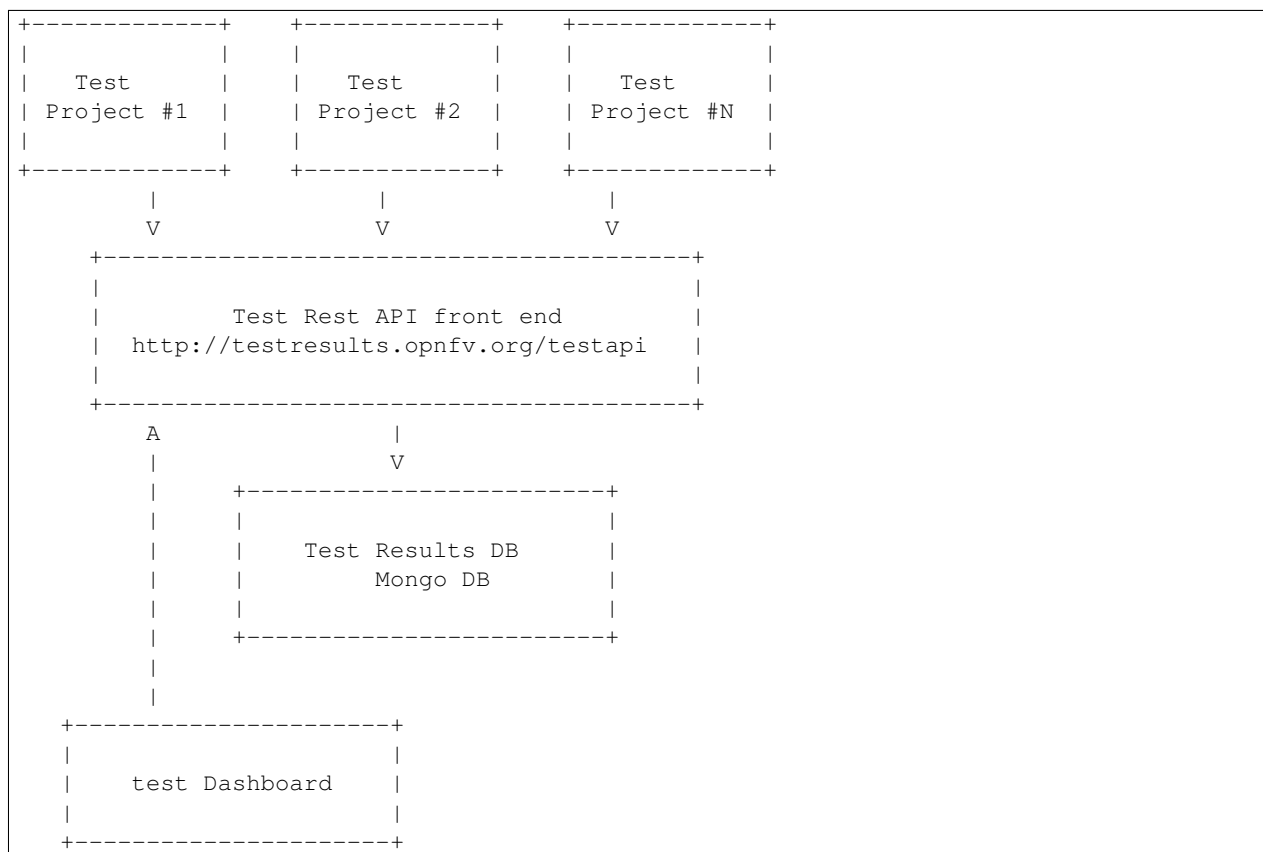 +-------------+    +-------------+    +-------------+
|             |    |             |    |             |
|   Test      |    |   Test      |    |   Test      |
| Project #1  |    | Project #2  |    | Project #N  |
|             |    |             |    |             |
+-------------+    +-------------+    +-------------+
         |               |               |
         V               V               V
     +-----------------------------------------+
     |                                         |
     |         Test Rest API front end         |
     |  http://testresults.opnfv.org/testapi   |
     |                                         |
     +-----------------------------------------+
         A                |
         |                V
         |     +-------------------------+
         |     |                         |
         |     |    Test Results DB      |
         |     |         Mongo DB        |
         |     |                         |
         |     +-------------------------+
         |
         |
   +----------------------+
   |                      |
   |    test Dashboard    |
   |                      |
   +----------------------+